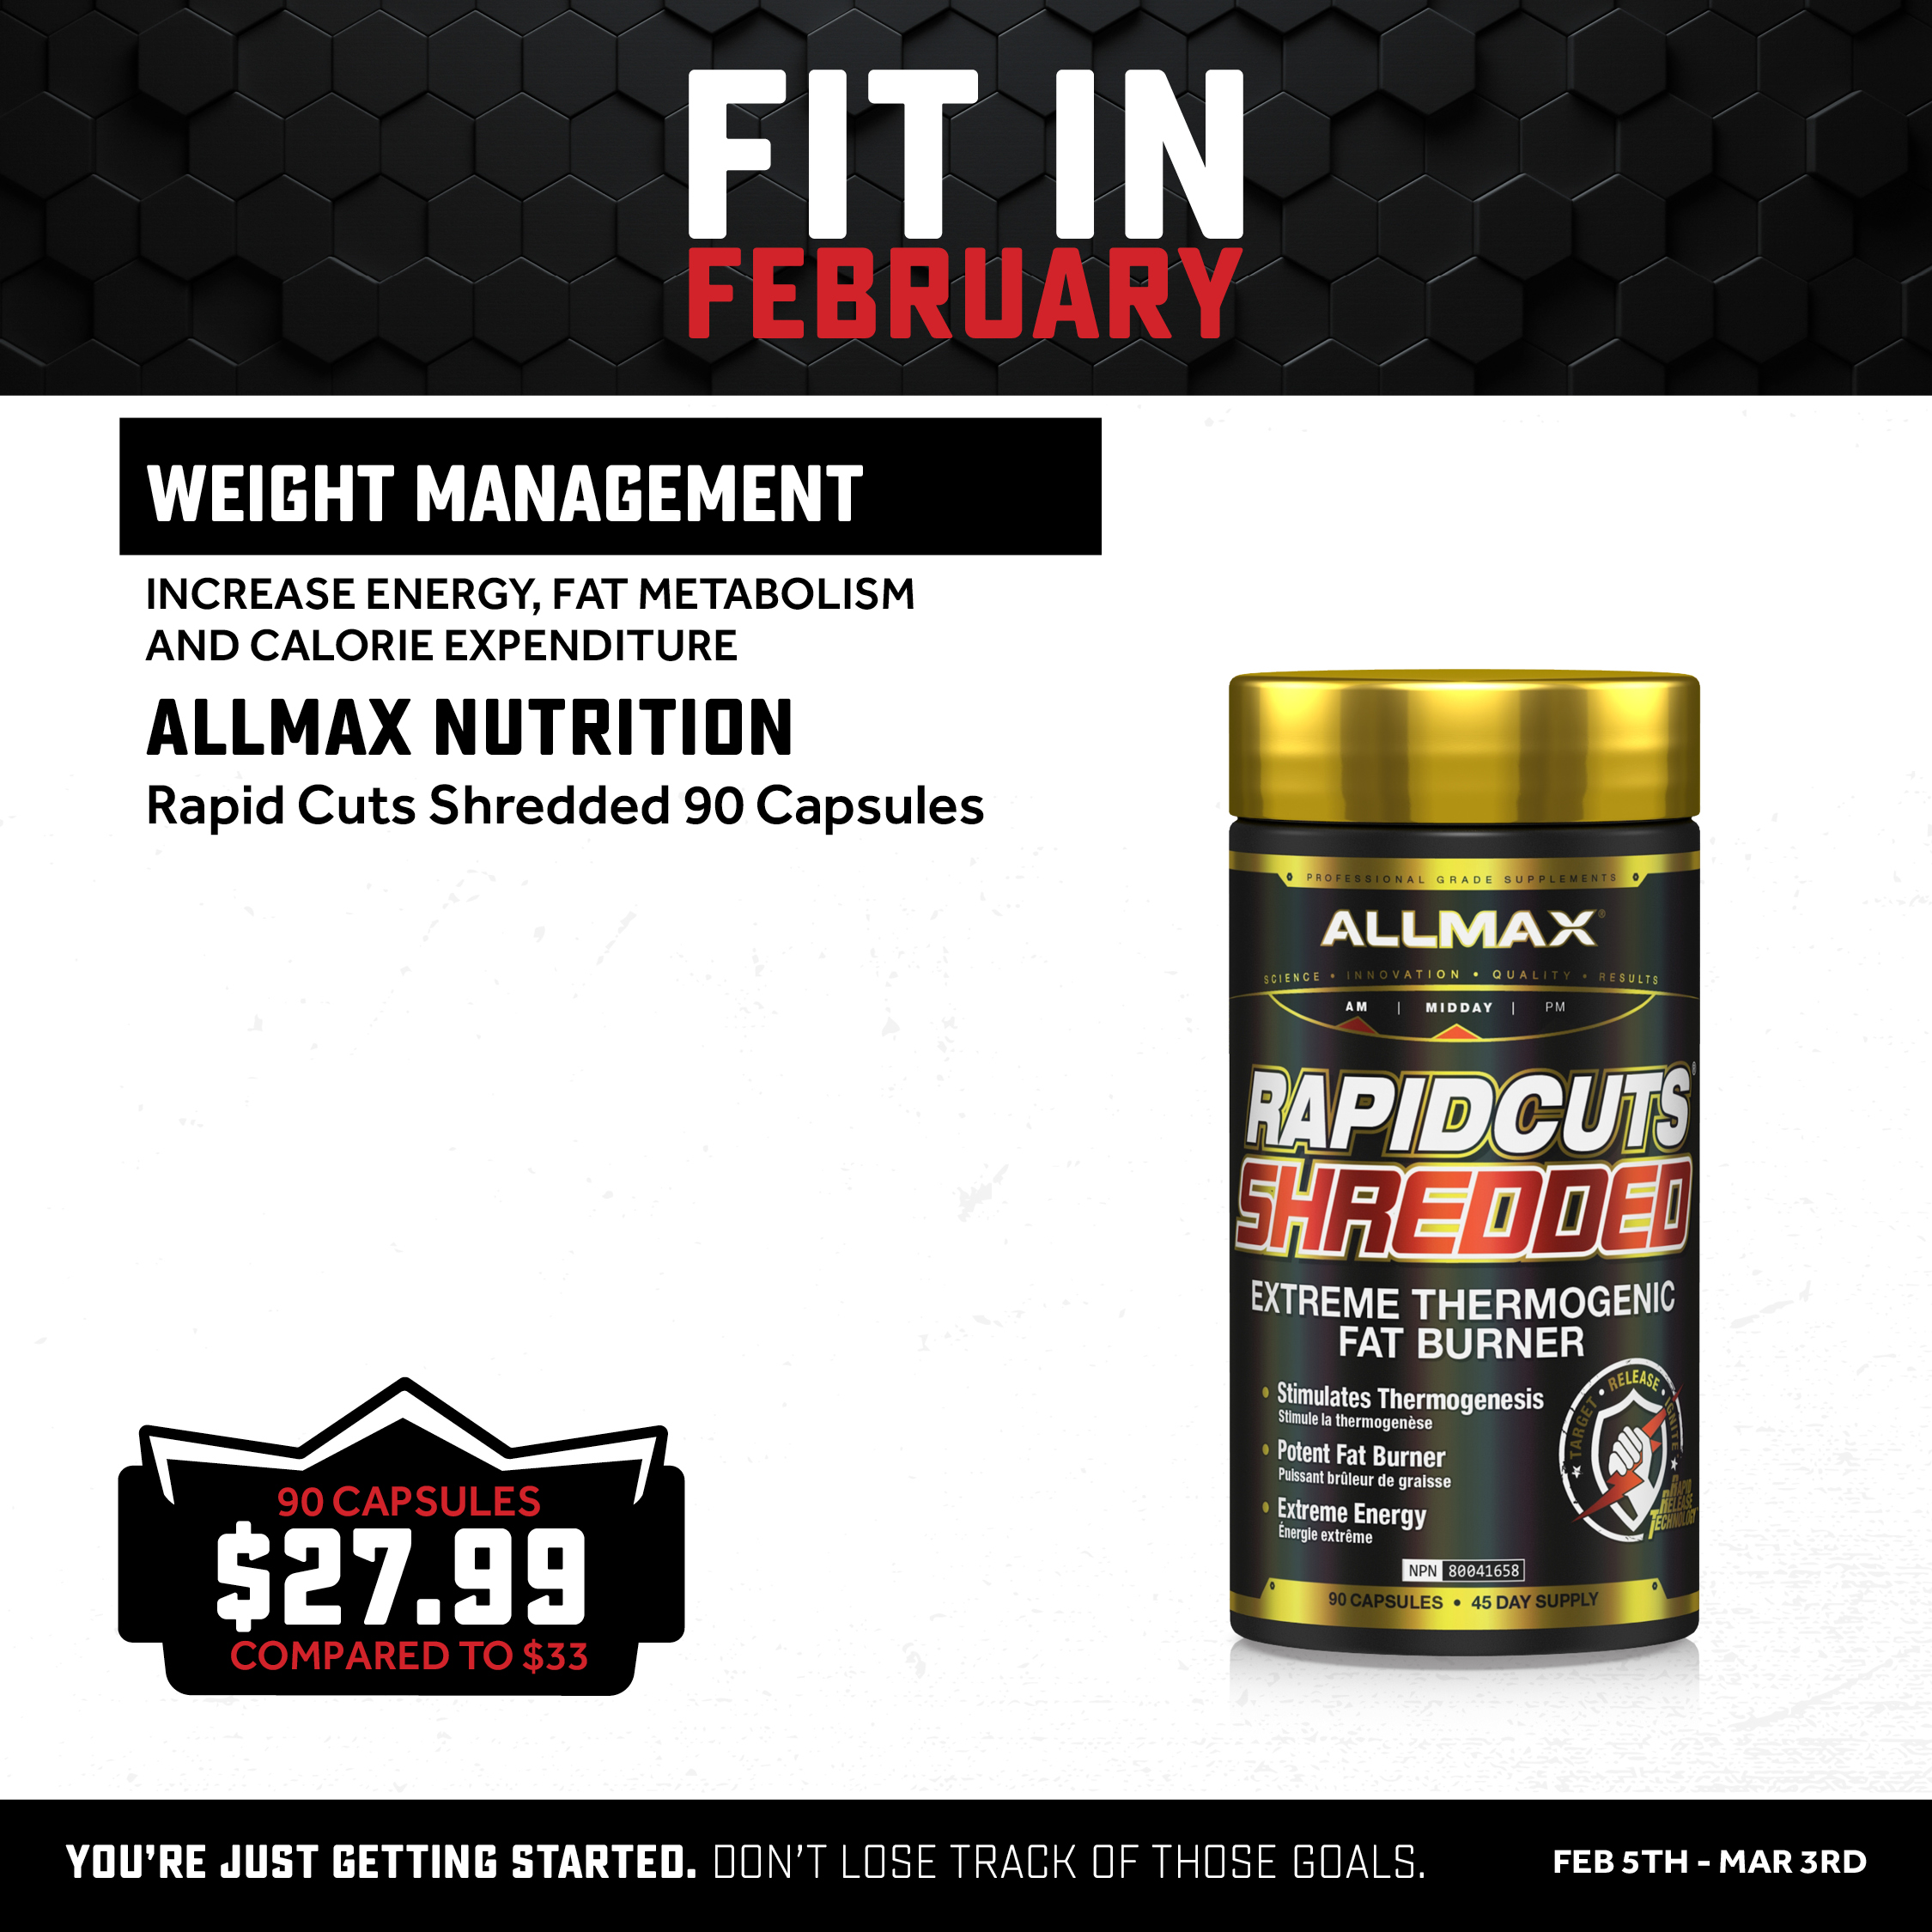 FIT IN
FEBRUARY
WEIGHT MANAGEMENT
INCREASE ENERGY, FAT METABOLISM
AND CALORIE EXPENDITURE
ALLMAX NUTRITION
Rapid Cuts Shredded 90 Capsules
PROFESSIONAL GRADE SUPPLEMENTS
ALLMAX®
SCIENCE • INNOVATION • QUALITY • RESULTS
AM | MIDDAY | PM
RAPIDCUTS®
SHREDDED
EXTREME THERMOGENIC
FAT BURNER
• Stimulates Thermogenesis
Stimule la thermogenèse
• Potent Fat Burner
Puissant brûleur de graisse
• Extreme Energy
Énergie extrême
TARGET • RELEASE • IGNITE
RAPID
RELEASE
TECHNOLOGY™
NPN 80041658
90 CAPSULES • 45 DAY SUPPLY
90 CAPSULES
$27.99
COMPARED TO $33
YOU'RE JUST GETTING STARTED. DON'T LOSE TRACK OF THOSE GOALS.
FEB 5TH - MAR 3RD